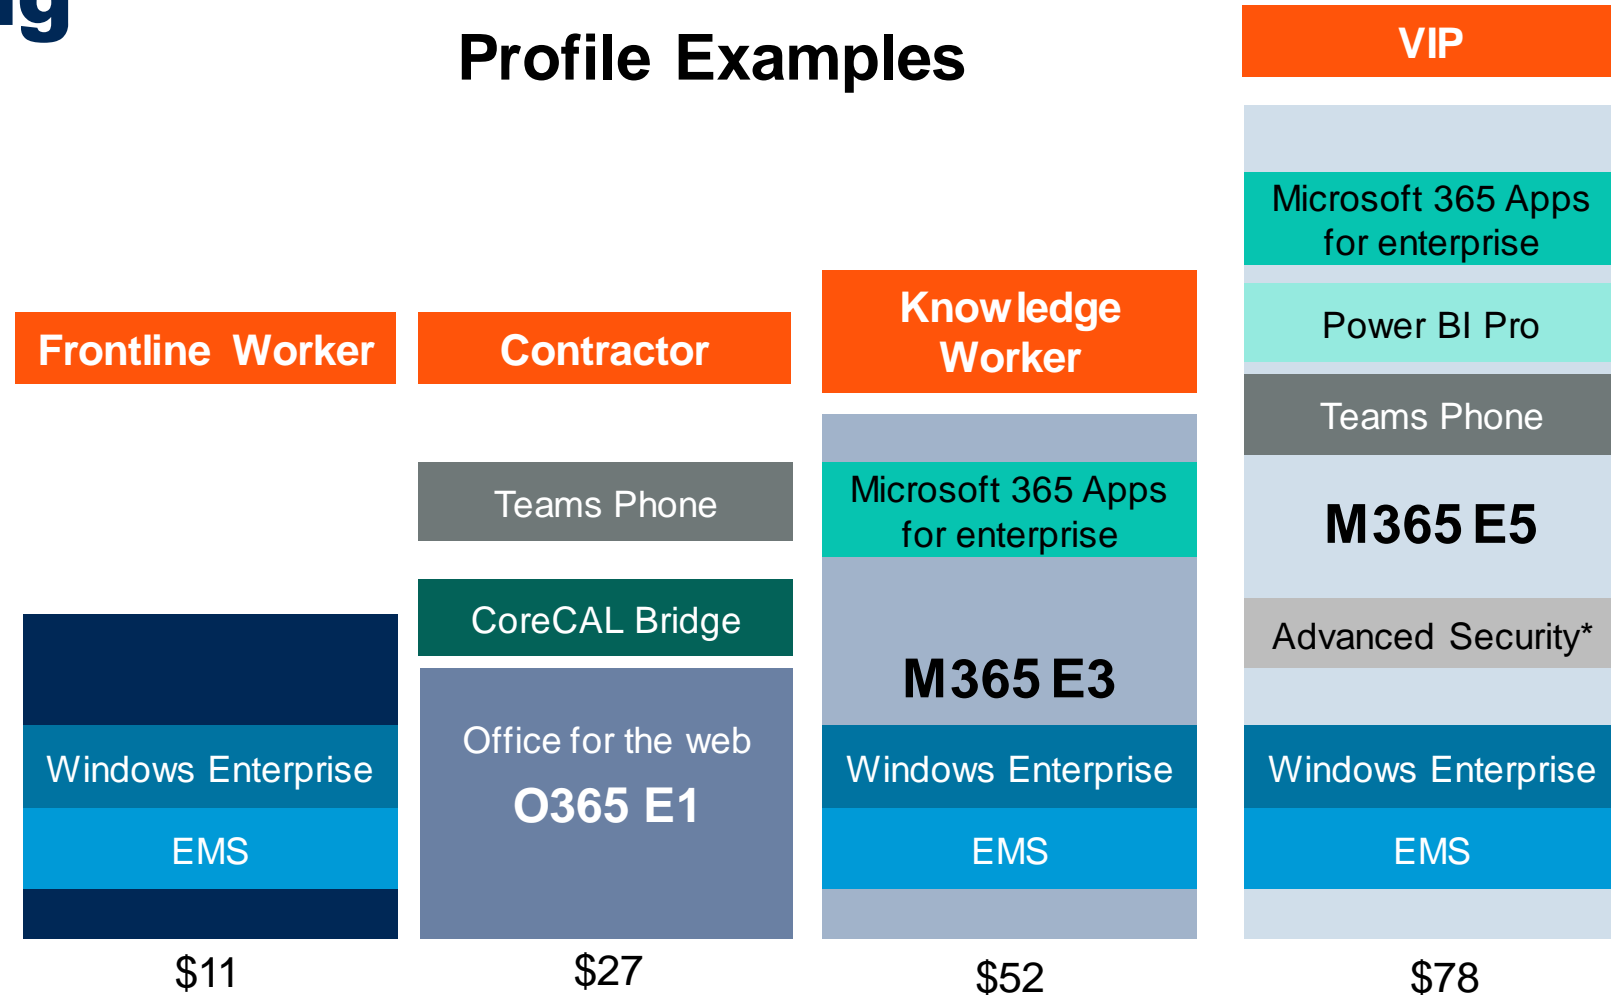 Profile Examples
VIP
Frontline Worker
Windows Enterprise
EMS
$11
Contractor
Teams Phone
CoreCAL Bridge
Office for the web
O365 E1
$27
Knowledge
Worker
Microsoft 365 Apps
for enterprise
M365 E3
Windows Enterprise
EMS
$52
Microsoft 365 Apps
for enterprise
Power BI Pro
Teams Phone
M365 E5
Advanced Security*
Windows Enterprise
EMS
$78